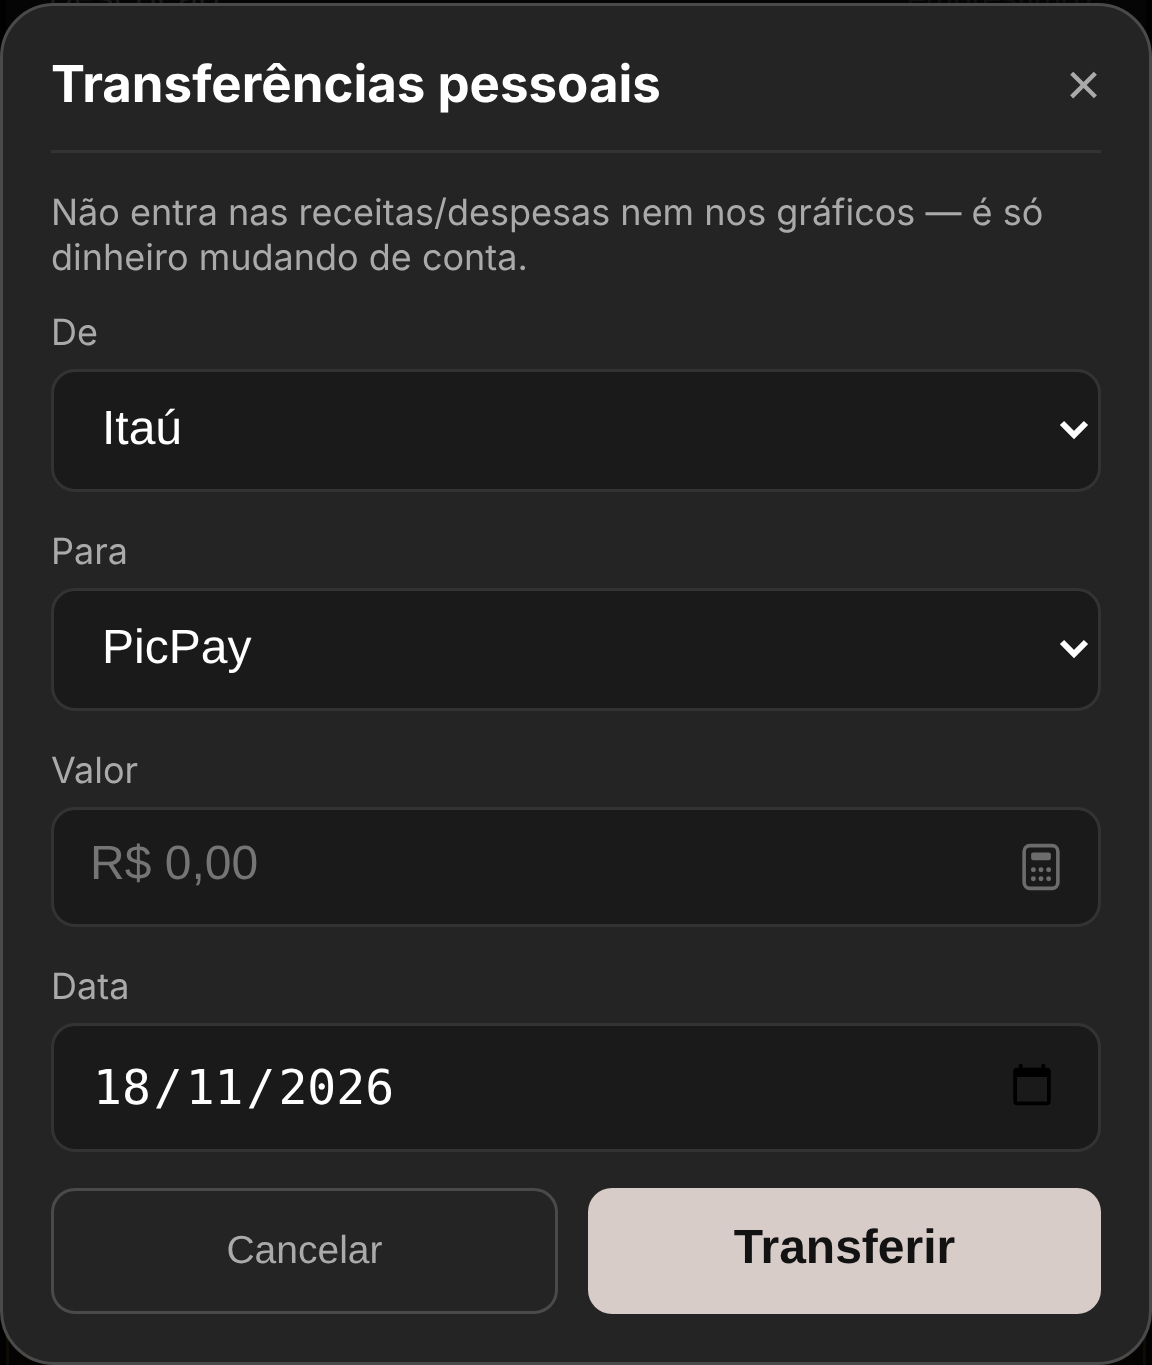 Transferências pessoais
Não entra nas receitas/despesas nem nos gráficos — é só
dinheiro mudando de conta.
De
Itaú
Para
PicPay
Valor
R$ 0,00
Data
18/11/2026
Cancelar
Transferir